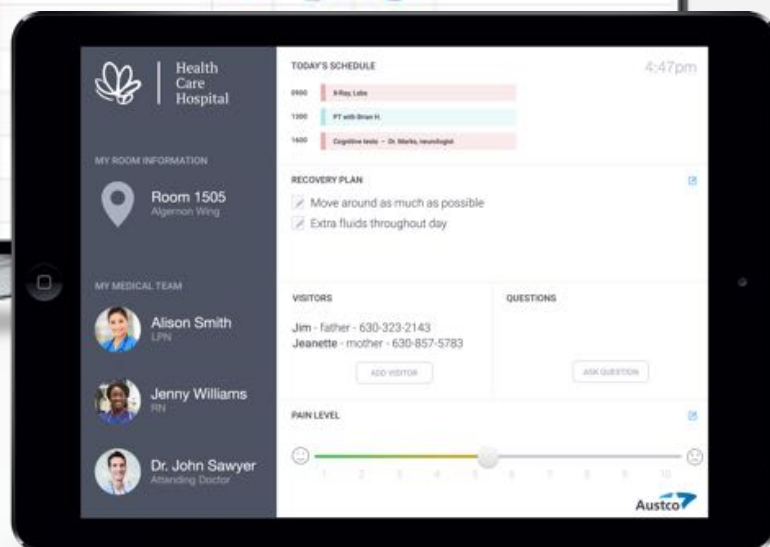 Health
Care
Hospital
MY ROOM INFORMATION
Room 1505
Algernon Wing
MY MEDICAL TEAM
Alison Smith
LPN
Jenny Williams
RN
Dr. John Sawyer
Attending Doctor
TODAY'S SCHEDULE
4:47pm
0900 X-Ray, Labs
1300 PT with Brian H.
1600 Cognitive tests - Dr. Marks, neurologist
RECOVERY PLAN
Move around as much as possible
Extra fluids throughout day
VISITORS
Jim - father - 630-323-2143
Jeanette - mother - 630-857-5783
ADD VISITOR
QUESTIONS
ASK QUESTION
PAIN LEVEL
1 2 3 4 5 6 7 8 9 10
Austco